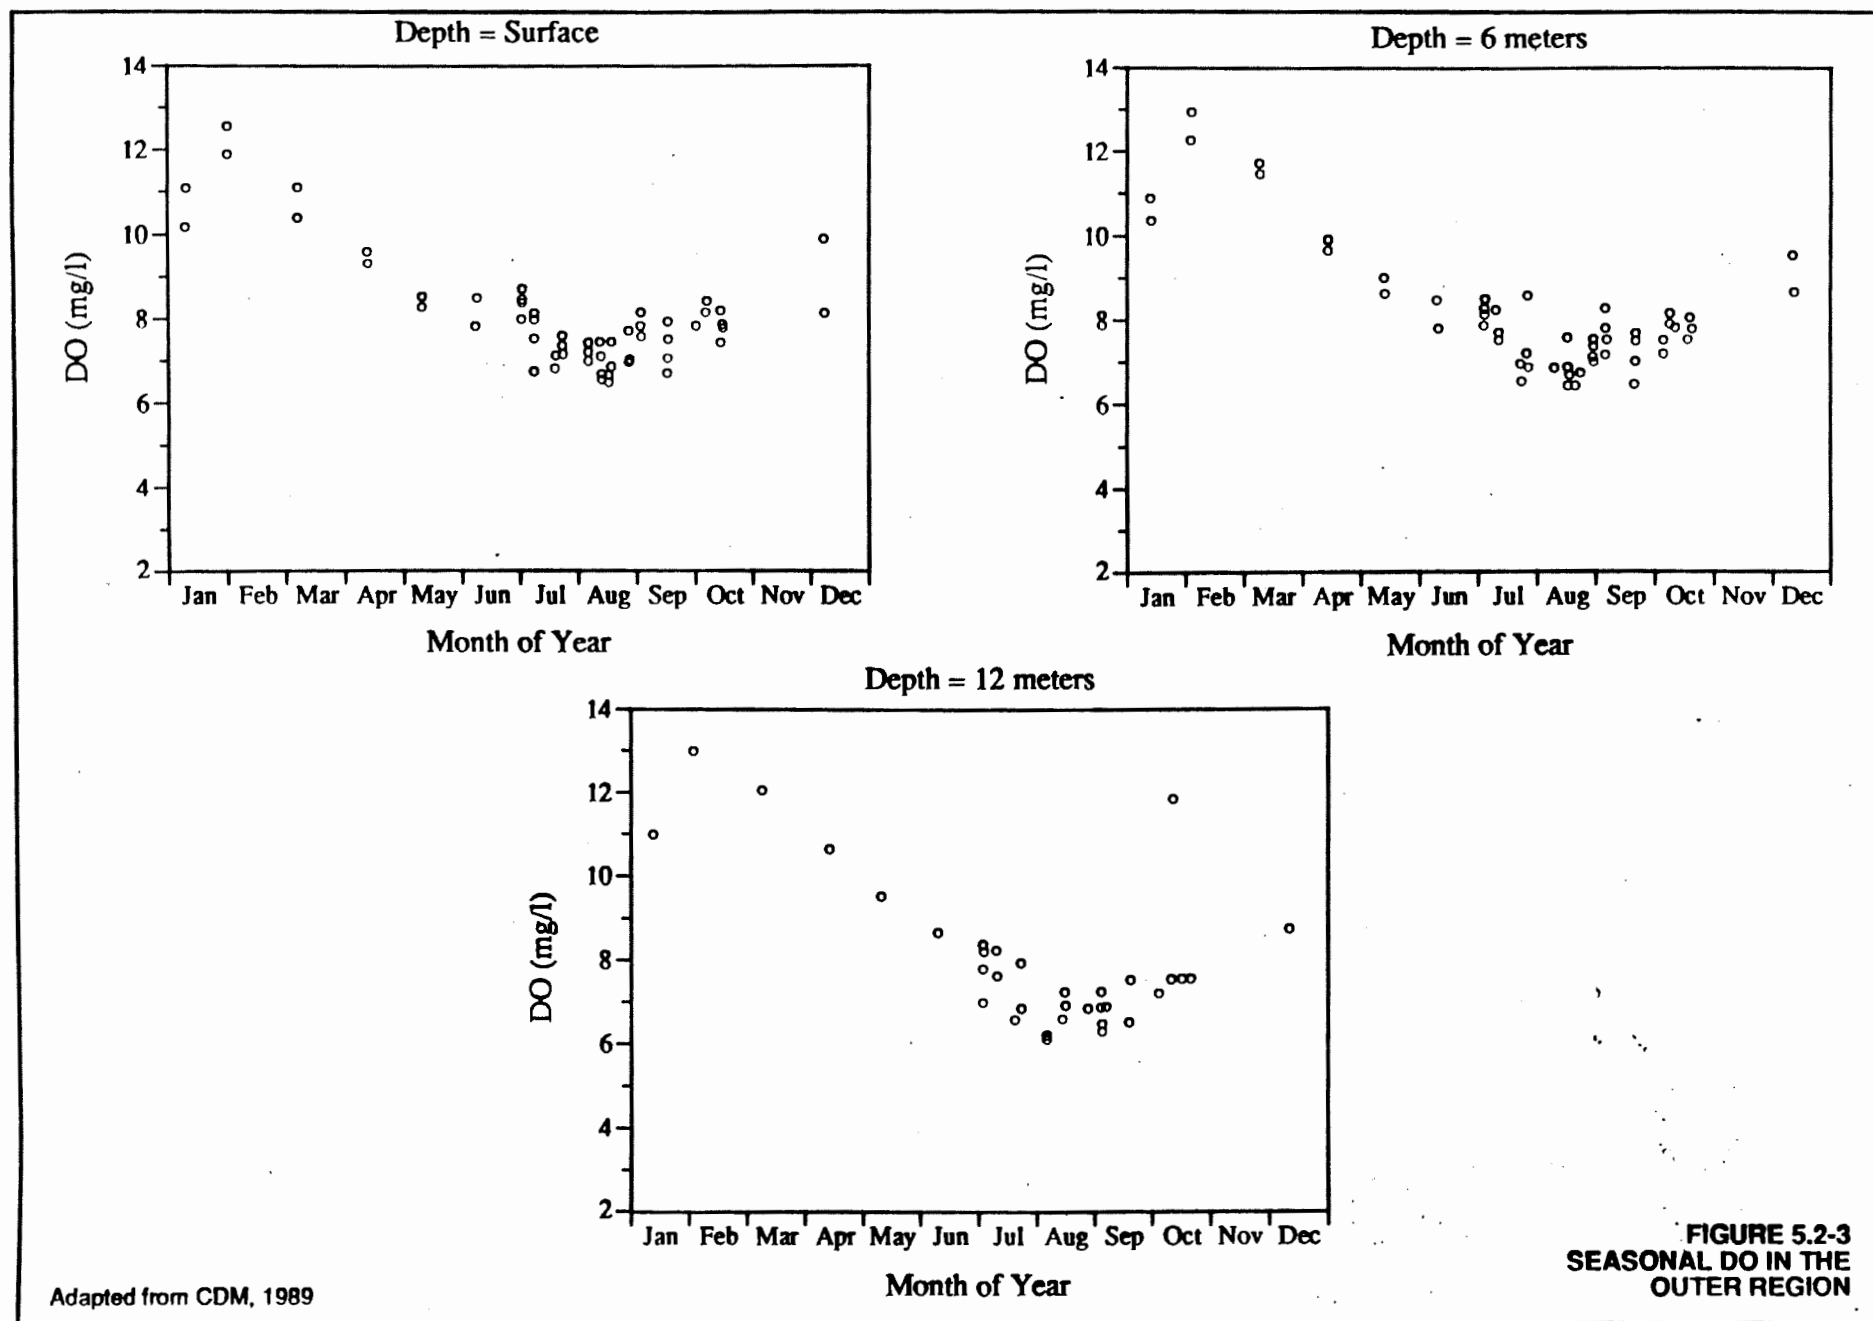 Depth = Surface
14
12
10
8
6
4
2
DO (mg/l)
Jan Feb Mar Apr May Jun Jul Aug Sep Oct Nov Dec
Month of Year
Depth = 6 meters
14
12
10
8
6
4
2
DO (mg/l)
Jan Feb Mar Apr May Jun Jul Aug Sep Oct Nov Dec
Month of Year
Depth = 12 meters
14
12
10
8
6
4
2
DO (mg/l)
Jan Feb Mar Apr May Jun Jul Aug Sep Oct Nov Dec
Month of Year
Adapted from CDM, 1989
FIGURE 5.2-3
SEASONAL DO IN THE
OUTER REGION